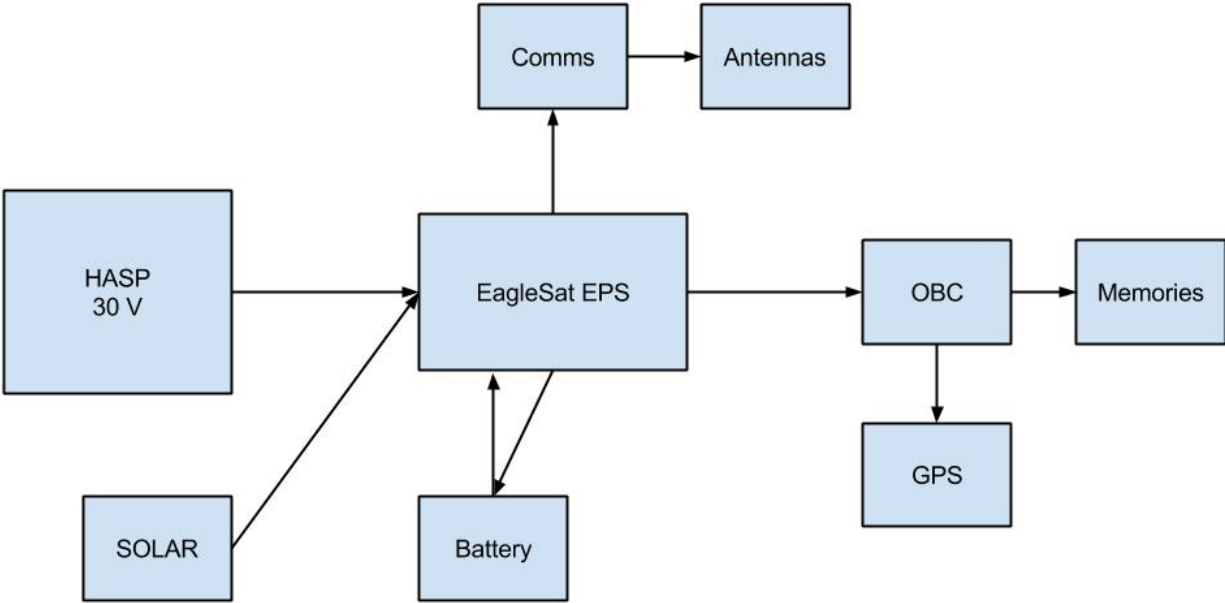 Comms
Antennas
HASP
30 V
EagleSat EPS
OBC
Memories
GPS
SOLAR
Battery